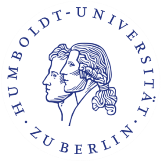 HUMBOLDT-UNIVERSITÄT
· ZU BERLIN ·